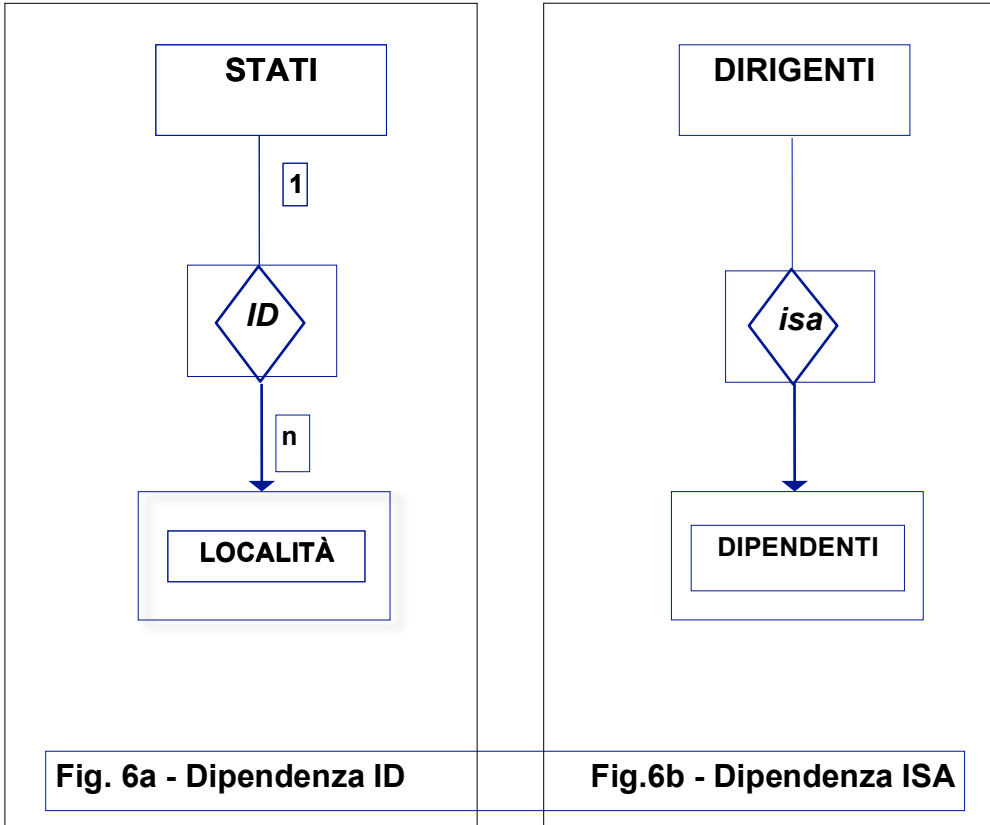 STATI
1
ID
n
LOCALITÀ
Fig. 6a - Dipendenza ID
DIRIGENTI
isa
DIPENDENTI
Fig.6b - Dipendenza ISA